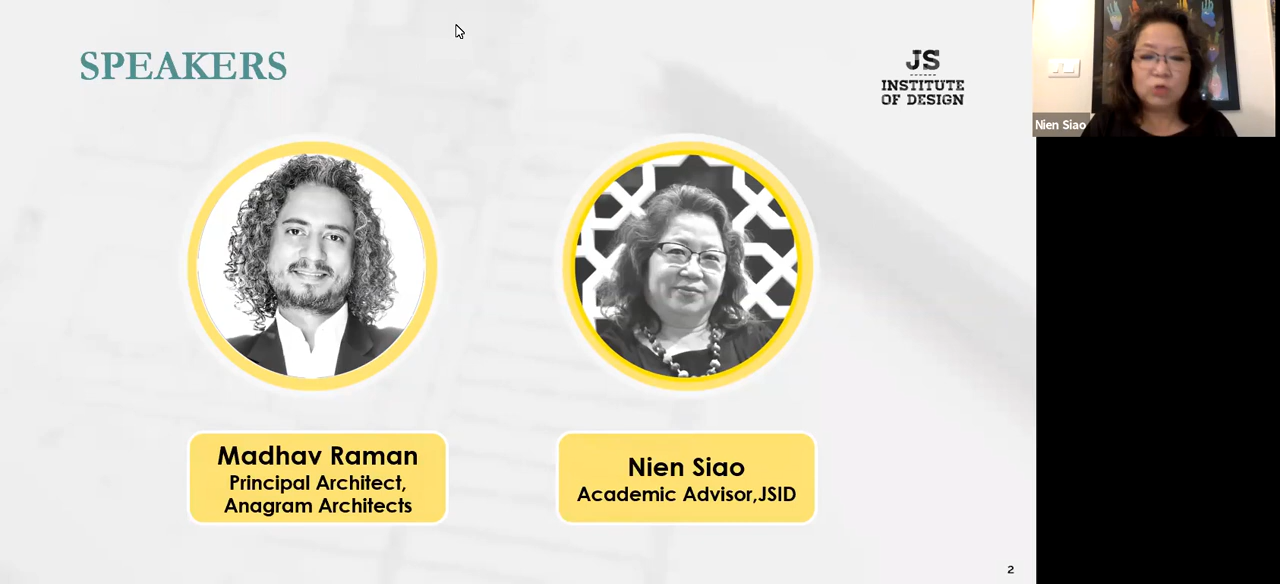 SPEAKERS
JS
INSTITUTE
OF DESIGN
Nien Siao
Madhav Raman
Principal Architect,
Anagram Architects
Nien Siao
Academic Advisor,JSID
2